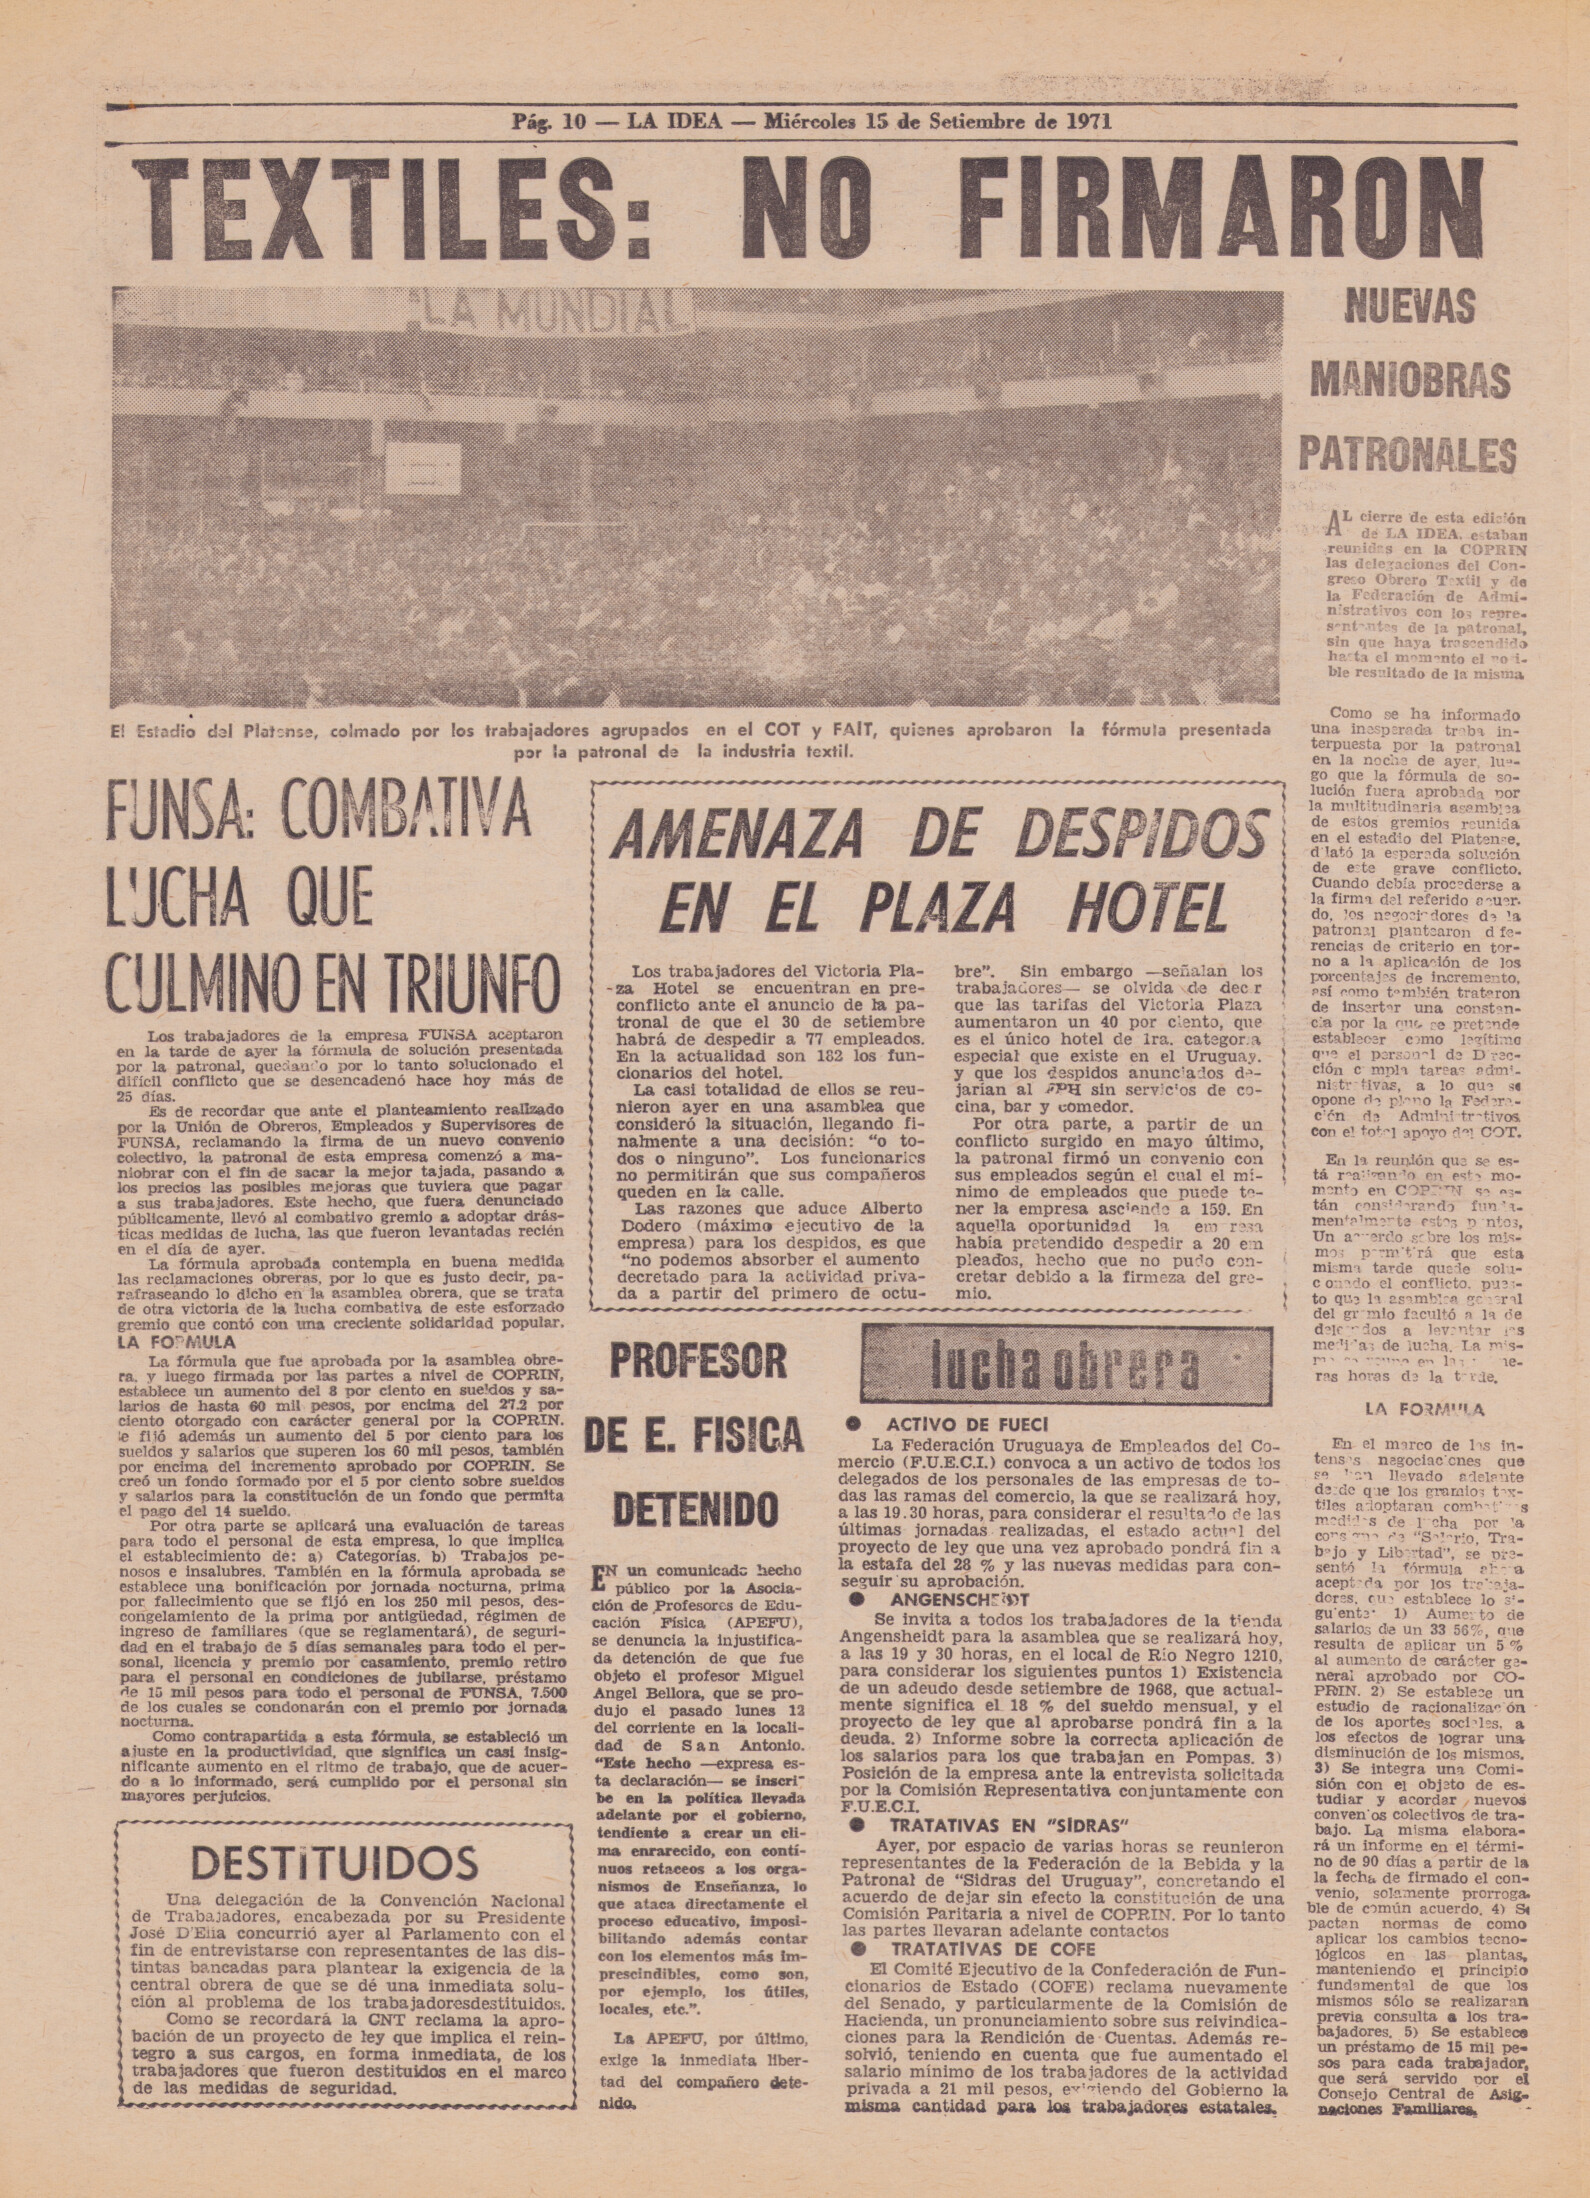 Pág. 10 — LA IDEA — Miércoles 15 de Setiembre de 1971
TEXTILES: NO FIRMARON
LA MUNDIAL
El Estadio del Platense, colmado por los trabajadores agrupados en el COT y FAIT, quienes aprobaron la fórmula presentada
por la patronal de la industria textil.
NUEVAS
MANIOBRAS
PATRONALES
AL cierre de esta edición
de LA IDEA, estaban
reunidas en la COPRIN
las delegaciones del Con-
greso Obrero Textil y de
la Federación de Admi-
nistrativos con los repre-
sentantes de la patronal,
sin que haya trascendido
hasta el momento el posi-
ble resultado de la misma
Como se ha informado
una inesperada traba in-
terpuesta por la patronal
en la noche de ayer, lue-
go que la fórmula de so-
lución fuera aprobada por
la multitudinaria asamblea
de estos gremios reunida
en el estadio del Platense,
dilató la esperada solución
de este grave conflicto.
Cuando debía procederse a
la firma del referido acuer-
do, los negociadores de la
patronal plantearon dife-
rencias de criterio en tor-
no a la aplicación de los
porcentajes de incremento,
así como también trataron
de insertar una constan-
cia por la que se pretende
establecer como legítimo
que el personal de Direc-
ción cumpla tareas admi-
nistrativas, a lo que se
opone de plano la Federa-
ción de Administrativos
con el total apoyo del COT.
En la reunión que se es-
tá realizando en este mo-
mento en COPRIN se es-
tán considerando funda-
mentalmente estos puntos.
Un acuerdo sobre los mis-
mos permitirá que esta
misma tarde quede solu-
cionado el conflicto, pues-
to que la asamblea general
del gremio facultó a la de
delegados a levantar las
medidas de lucha. La mis-
en las
ras horas de la tarde.
LA FORMULA
En el marco de las in-
tensas negociaciones que
se han llevado adelante
desde que los gremios tex-
tiles adoptaran combativas
medidas de lucha por la
consigna de "Salario, Tra-
bajo y Libertad", se pre-
sentó la fórmula ahora
aceptada por los trabaja-
dores, que establece lo si-
guiente: 1) Aumento de
salarios de un 33 56%, que
resulta de aplicar un 5 %
al aumento de carácter ge-
neral aprobado por CO-
PRIN. 2) Se establece un
estudio de racionalización
de los aportes sociales, a
los efectos de lograr una
disminución de los mismos.
3) Se integra una Comi-
sión con el objeto de es-
tudiar y acordar nuevos
convenios colectivos de tra-
bajo. La misma elabora-
rá un informe en el térmi-
no de 90 días a partir de la
la fecha de firmado el con-
venio, solamente prorroga
ble de común acuerdo. 4) Se
pactan normas de como
aplicar los cambios tecno-
lógicos en las plantas,
manteniendo el principio
fundamental de que los
mismos sólo se realizaran
previa consulta a los tra-
bajadores. 5) Se establece
un préstamo de 15 mil pe-
sos para cada trabajador,
que será servido por el
Consejo Central de Asig-
naciones Familiares.
FUNSA: COMBATIVA
LUCHA QUE
CULMINO EN TRIUNFO
Los trabajadores de la empresa FUNSA aceptaron
en la tarde de ayer la fórmula de solución presentada
por la patronal, quedando por lo tanto solucionado el
difícil conflicto que se desencadenó hace hoy más de
25 días.
Es de recordar que ante el planteamiento realizado
por la Unión de Obreros, Empleados y Supervisores de
FUNSA, reclamando la firma de un nuevo convenio
colectivo, la patronal de esta empresa comenzó a ma-
niobrar con el fin de sacar la mejor tajada, pasando a
los precios las posibles mejoras que tuviera que pagar
a sus trabajadores. Este hecho, que fuera denunciado
públicamente, llevó al combativo gremio a adoptar drás-
ticas medidas de lucha, las que fueron levantadas recién
en el día de ayer.
La fórmula aprobada contempla en buena medida
las reclamaciones obreras, por lo que es justo decir, pa-
rafraseando lo dicho en la asamblea obrera, que se trata
de otra victoria de la lucha combativa de este esforzado
gremio que contó con una creciente solidaridad popular.
LA FORMULA
La fórmula que fue aprobada por la asamblea obre-
ra, y luego firmada por las partes a nivel de COPRIN,
establece un aumento del 8 por ciento en sueldos y sa-
larios de hasta 60 mil pesos, por encima del 27.2 por
ciento otorgado con carácter general por la COPRIN.
Se fijó además un aumento del 5 por ciento para los
sueldos y salarios que superen los 60 mil pesos, también
por encima del incremento aprobado por COPRIN. Se
creó un fondo formado por el 5 por ciento sobre sueldos
y salarios para la constitución de un fondo que permita
el pago del 14 sueldo.
Por otra parte se aplicará una evaluación de tareas
para todo el personal de esta empresa, lo que implica
el establecimiento de: a) Categorías. b) Trabajos pe-
nosos e insalubres. También en la fórmula aprobada se
establece una bonificación por jornada nocturna, prima
por fallecimiento que se fijó en los 250 mil pesos, des-
congelamiento de la prima por antigüedad, régimen de
ingreso de familiares (que se reglamentará), de seguri-
dad en el trabajo de 5 días semanales para todo el per-
sonal, licencia y premio por casamiento, premio retiro
para el personal en condiciones de jubilarse, préstamo
de 15 mil pesos para todo el personal de FUNSA, 7.500
de los cuales se condonarán con el premio por jornada
nocturna.
Como contrapartida a esta fórmula, se estableció un
ajuste en la productividad, que significa un casi insig-
nificante aumento en el ritmo de trabajo, que de acuer-
do a lo informado, será cumplido por el personal sin
mayores perjuicios.
DESTITUIDOS
Una delegación de la Convención Nacional
de Trabajadores, encabezada por su Presidente
José D'Elía concurrió ayer al Parlamento con el
fin de entrevistarse con representantes de las dis-
tintas bancadas para plantear la exigencia de la
central obrera de que se dé una inmediata solu-
ción al problema de los trabajadoresdestituidos.
Como se recordará la CNT reclama la apro-
bación de un proyecto de ley que implica el rein-
tegro a sus cargos, en forma inmediata, de los
trabajadores que fueron destituidos en el marco
de las medidas de seguridad.
AMENAZA DE DESPIDOS
EN EL PLAZA HOTEL
Los trabajadores del Victoria Pla-
za Hotel se encuentran en pre-
conflicto ante el anuncio de la pa-
tronal de que el 30 de setiembre
habrá de despedir a 77 empleados.
En la actualidad son 182 los fun-
cionarios del hotel.
La casi totalidad de ellos se reu-
nieron ayer en una asamblea que
consideró la situación, llegando fi-
nalmente a una decisión: "o to-
dos o ninguno". Los funcionarios
no permitirán que sus compañeros
queden en la calle.
Las razones que aduce Alberto
Dodero (máximo ejecutivo de la
empresa) para los despidos, es que
"no podemos absorber el aumento
decretado para la actividad priva-
da a partir del primero de octu-
bre". Sin embargo —señalan los
trabajadores— se olvida de decir
que las tarifas del Victoria Plaza
aumentaron un 40 por ciento, que
es el único hotel de 1ra. categoría
especial que existe en el Uruguay,
y que los despidos anunciados de-
jarían al VPH sin servicios de co-
cina, bar y comedor.
Por otra parte, a partir de un
conflicto surgido en mayo último,
la patronal firmó un convenio con
sus empleados según el cual el mí-
nimo de empleados que puede te-
ner la empresa asciende a 159. En
aquella oportunidad la empresa
había pretendido despedir a 20 em
pleados, hecho que no pudo con-
cretar debido a la firmeza del gre-
mio.
PROFESOR
DE E. FISICA
DETENIDO
EN un comunicado hecho
público por la Asocia-
ción de Profesores de Edu-
cación Física (APEFU),
se denuncia la injustifica-
da detención de que fue
objeto el profesor Miguel
Angel Bellora, que se pro-
dujo el pasado lunes 12
del corriente en la locali-
dad de San Antonio.
"Este hecho —expresa es-
ta declaración— se inscri-
be en la política llevada
adelante por el gobierno,
tendiente a crear un cli-
ma enrarecido, con contí-
nuos retaceos a los orga-
nismos de Enseñanza, lo
que ataca directamente el
proceso educativo, imposi-
bilitando además contar
con los elementos más im-
prescindibles, como son,
por ejemplo, los útiles,
locales, etc.".
La APEFU, por último,
exige la inmediata liber-
tad del compañero dete-
nido.
lucha obrera
● ACTIVO DE FUECI
La Federación Uruguaya de Empleados del Co-
mercio (F.U.E.C.I.) convoca a un activo de todos los
delegados de los personales de las empresas de to-
das las ramas del comercio, la que se realizará hoy,
a las 19.30 horas, para considerar el resultado de las
últimas jornadas realizadas, el estado actual del
proyecto de ley que una vez aprobado pondrá fin a
la estafa del 28 % y las nuevas medidas para con-
seguir su aprobación.
● ANGENSCHEIDT
Se invita a todos los trabajadores de la tienda
Angensheidt para la asamblea que se realizará hoy,
a las 19 y 30 horas, en el local de Río Negro 1210,
para considerar los siguientes puntos 1) Existencia
de un adeudo desde setiembre de 1968, que actual-
mente significa el 18 % del sueldo mensual, y el
proyecto de ley que al aprobarse pondrá fin a la
deuda. 2) Informe sobre la correcta aplicación de
los salarios para los que trabajan en Pompas. 3)
Posición de la empresa ante la entrevista solicitada
por la Comisión Representativa conjuntamente con
F.U.E.C.I.
● TRATATIVAS EN "SIDRAS"
Ayer, por espacio de varias horas se reunieron
representantes de la Federación de la Bebida y la
Patronal de "Sidras del Uruguay", concretando el
acuerdo de dejar sin efecto la constitución de una
Comisión Paritaria a nivel de COPRIN. Por lo tanto
las partes llevaran adelante contactos
● TRATATIVAS DE COFE
El Comité Ejecutivo de la Confederación de Fun-
cionarios de Estado (COFE) reclama nuevamente
del Senado, y particularmente de la Comisión de
Hacienda, un pronunciamiento sobre sus reivindica-
ciones para la Rendición de Cuentas. Además re-
solvió, teniendo en cuenta que fue aumentado el
salario mínimo de los trabajadores de la actividad
privada a 21 mil pesos, exigiendo del Gobierno la
misma cantidad para los trabajadores estatales.